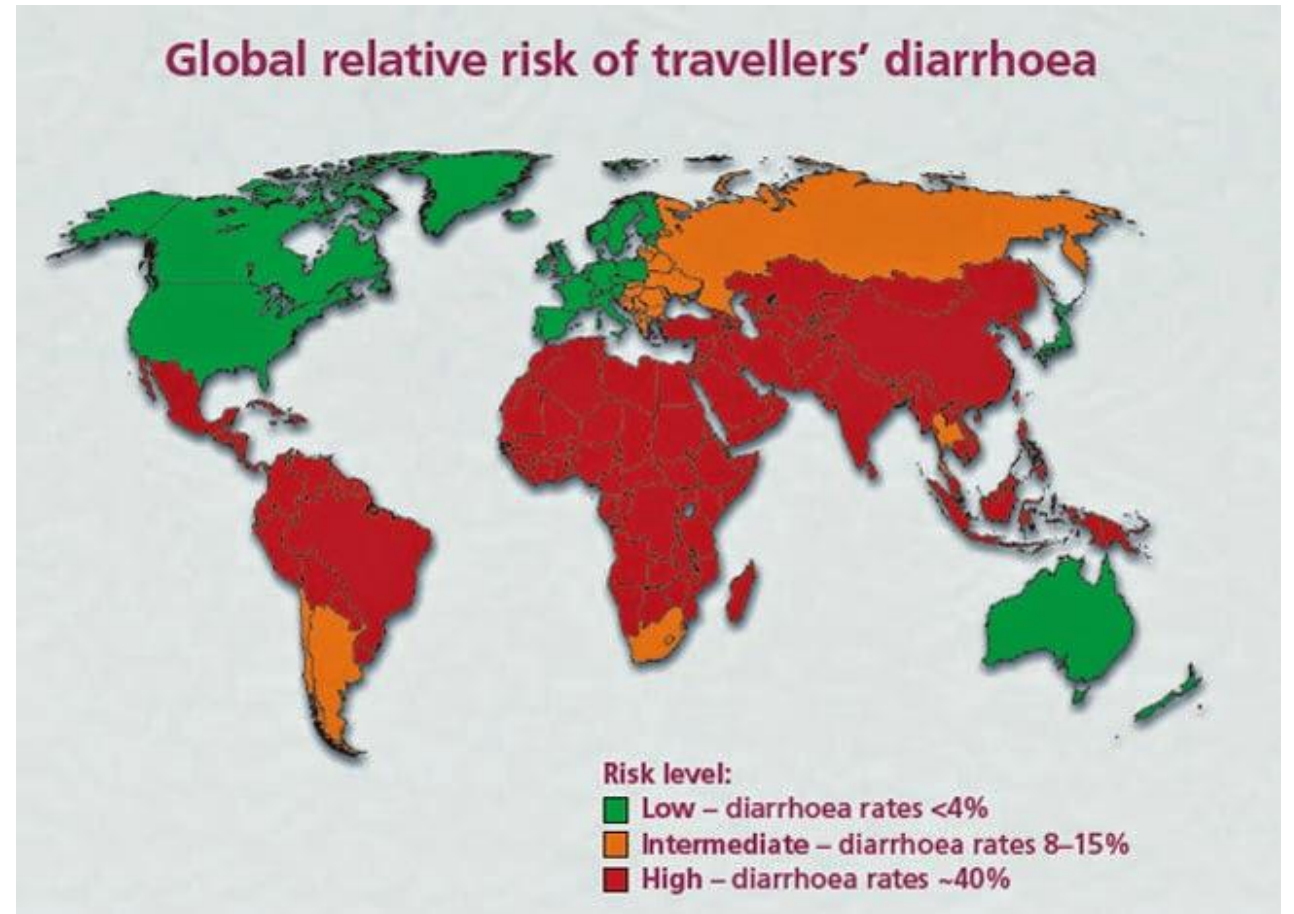 Global relative risk of travellers’ diarrhoea
Risk level:
Low – diarrhoea rates <4%
Intermediate – diarrhoea rates 8–15%
High – diarrhoea rates ~40%